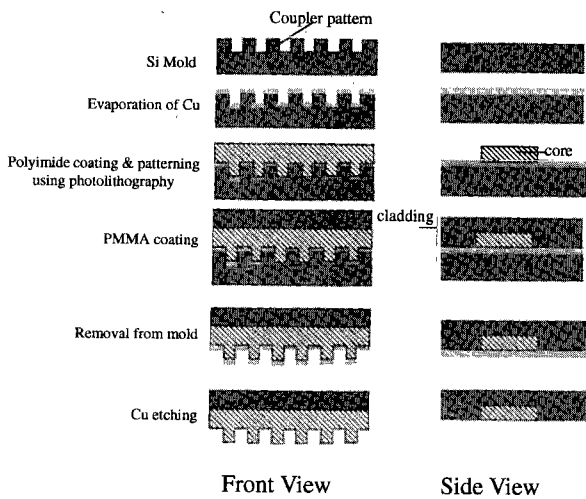 Coupler pattern
Si Mold
Evaporation of Cu
Polyimide coating & patterning
using photolithography
core
cladding
PMMA coating
Removal from mold
Cu etching
Front View
Side View